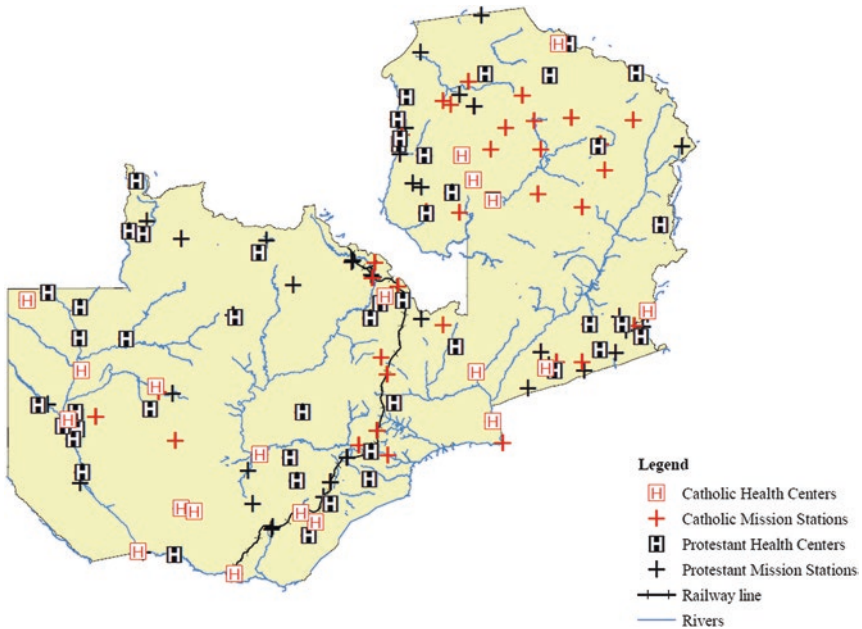 Legend
Catholic Health Centers
Catholic Mission Stations
Protestant Health Centers
Protestant Mission Stations
Railway line
Rivers